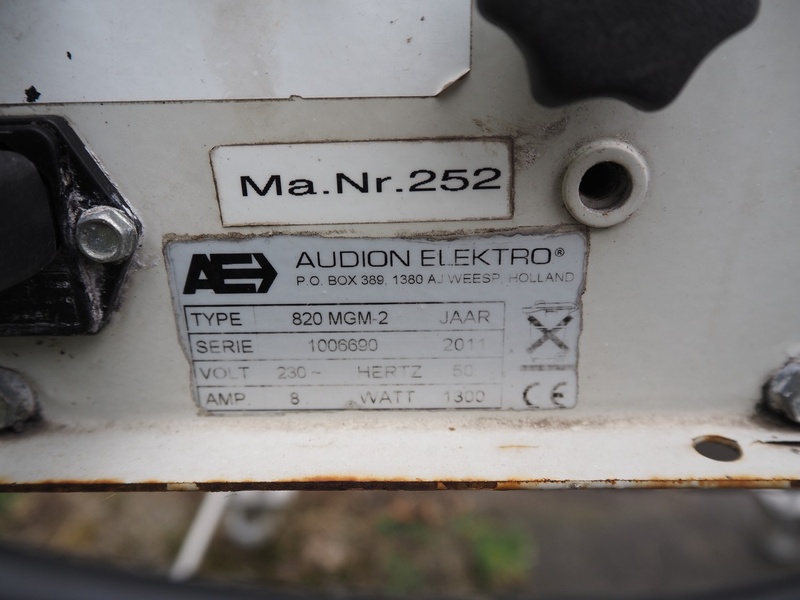 Ma.Nr.252
AE AUDION ELEKTRO®
P.O. BOX 389, 1380 AJ WEESP, HOLLAND
TYPE 820 MGM-2 JAAR
SERIE 1006690 2011
VOLT 230~ HERTZ 50
AMP. 8 WATT 1300
CE